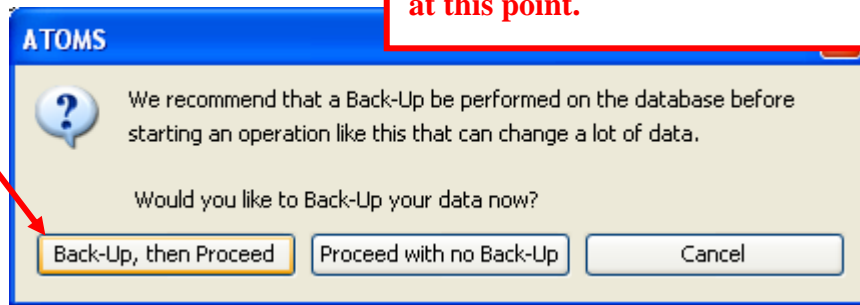 at this point.
ATOMS
We recommend that a Back-Up be performed on the database before
starting an operation like this that can change a lot of data.
Would you like to Back-Up your data now?
Back-Up, then Proceed
Proceed with no Back-Up
Cancel